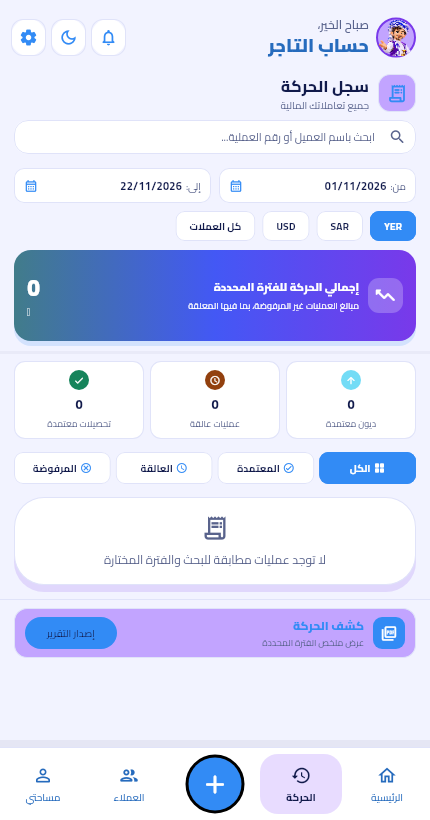 صباح الخير،
حساب التاجر
سجل الحركة
جميع تعاملاتك المالية
ابحث باسم العميل أو رقم العملية...
من: 01/11/2026
إلى: 22/11/2026
YER
SAR
USD
كل العملات
إجمالي الحركة للفترة المحددة
مبالغ العمليات غير المرفوضة، بما فيها المعلقة
0
0
ديون معتمدة
0
عمليات عالقة
0
تحصيلات معتمدة
الكل
المعتمدة
العالقة
المرفوضة
لا توجد عمليات مطابقة للبحث والفترة المختارة
كشف الحركة
عرض ملخص الفترة المحددة.
إصدار التقرير
الرئيسية
الحركة
العملاء
مساحتي